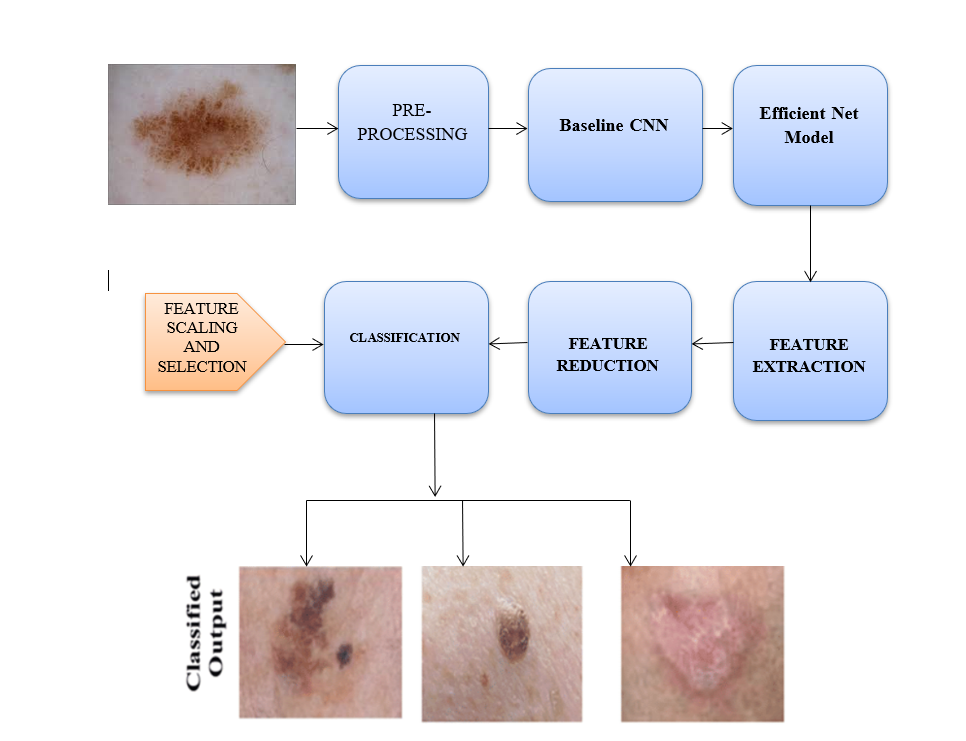 PRE-
PROCESSING
Baseline CNN
Efficient Net
Model
FEATURE
SCALING
AND
SELECTION
CLASSIFICATION
FEATURE
REDUCTION
FEATURE
EXTRACTION
Classified
Output